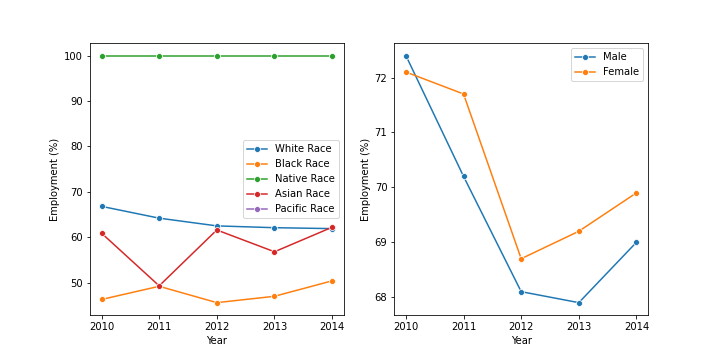 100
90
80
70
60
50
Employment (%)
2010 2011 2012 2013 2014
Year
White Race
Black Race
Native Race
Asian Race
Pacific Race
72
71
70
69
68
Employment (%)
2010 2011 2012 2013 2014
Year
Male
Female